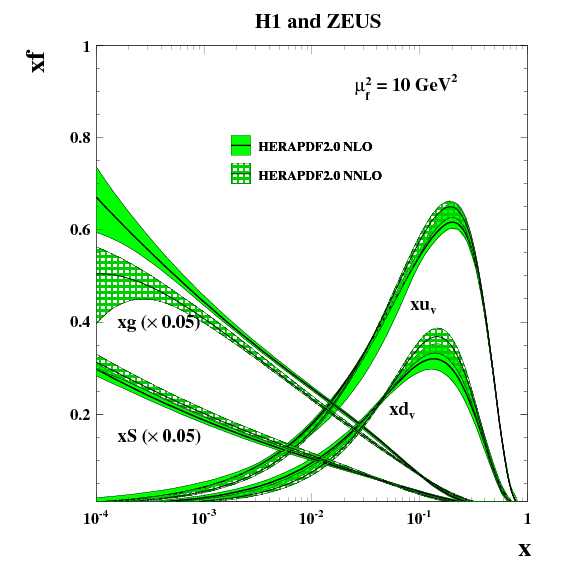 H1 and ZEUS
xf
1
μ_f^2 = 10 GeV^2
0.8
HERAPDF2.0 NLO
HERAPDF2.0 NNLO
0.6
0.4
xg (× 0.05)
xu_v
xd_v
0.2
xS (× 0.05)
10^-4 10^-3 10^-2 10^-1 1
x